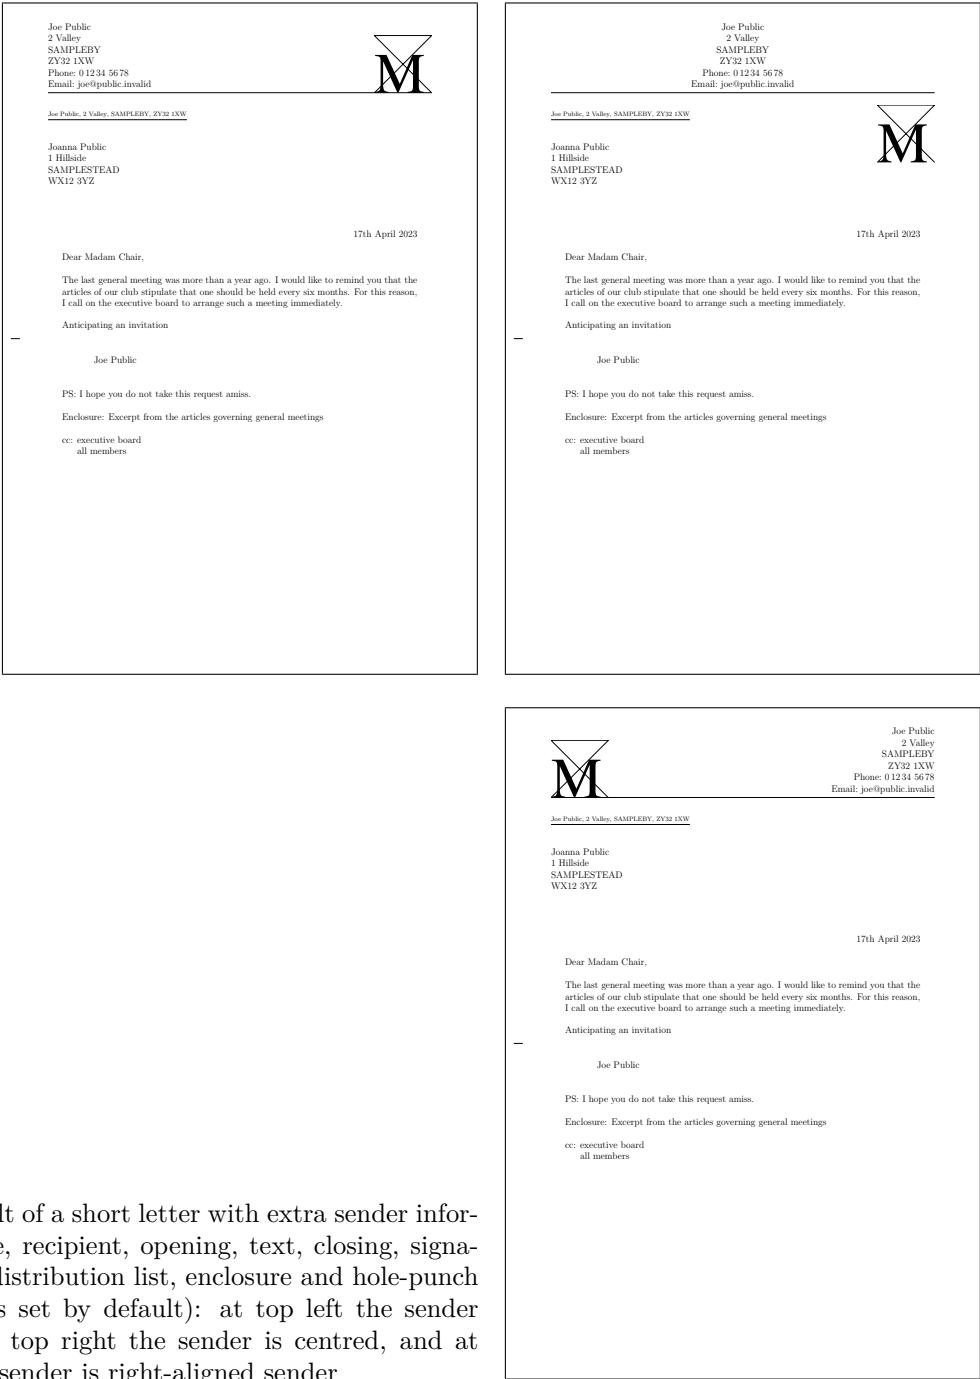 Joe Public
2 Valley
SAMPLEBY
ZY32 1XW
Phone: 0 12 34 56 78
Email: joe@public.invalid
M
Joe Public, 2 Valley, SAMPLEBY, ZY32 1XW
Joanna Public
1 Hillside
SAMPLESTEAD
WX12 3YZ
17th April 2023
Dear Madam Chair,
The last general meeting was more than a year ago. I would like to remind you that the
articles of our club stipulate that one should be held every six months. For this reason,
I call on the executive board to arrange such a meeting immediately.
Anticipating an invitation
Joe Public
PS: I hope you do not take this request amiss.
Enclosure: Excerpt from the articles governing general meetings
cc: executive board
all members
Joe Public
2 Valley
SAMPLEBY
ZY32 1XW
Phone: 0 12 34 56 78
Email: joe@public.invalid
Joe Public, 2 Valley, SAMPLEBY, ZY32 1XW
M
Joanna Public
1 Hillside
SAMPLESTEAD
WX12 3YZ
17th April 2023
Dear Madam Chair,
The last general meeting was more than a year ago. I would like to remind you that the
articles of our club stipulate that one should be held every six months. For this reason,
I call on the executive board to arrange such a meeting immediately.
Anticipating an invitation
Joe Public
PS: I hope you do not take this request amiss.
Enclosure: Excerpt from the articles governing general meetings
cc: executive board
all members
Joe Public
2 Valley
SAMPLEBY
ZY32 1XW
Phone: 0 12 34 56 78
Email: joe@public.invalid
M
Joe Public, 2 Valley, SAMPLEBY, ZY32 1XW
Joanna Public
1 Hillside
SAMPLESTEAD
WX12 3YZ
17th April 2023
Dear Madam Chair,
The last general meeting was more than a year ago. I would like to remind you that the
articles of our club stipulate that one should be held every six months. For this reason,
I call on the executive board to arrange such a meeting immediately.
Anticipating an invitation
Joe Public
PS: I hope you do not take this request amiss.
Enclosure: Excerpt from the articles governing general meetings
cc: executive board
all members
lt of a short letter with extra sender infor-
e, recipient, opening, text, closing, signa-
distribution list, enclosure and hole-punch
s set by default): at top left the sender
top right the sender is centred, and at
sender is right-aligned sender